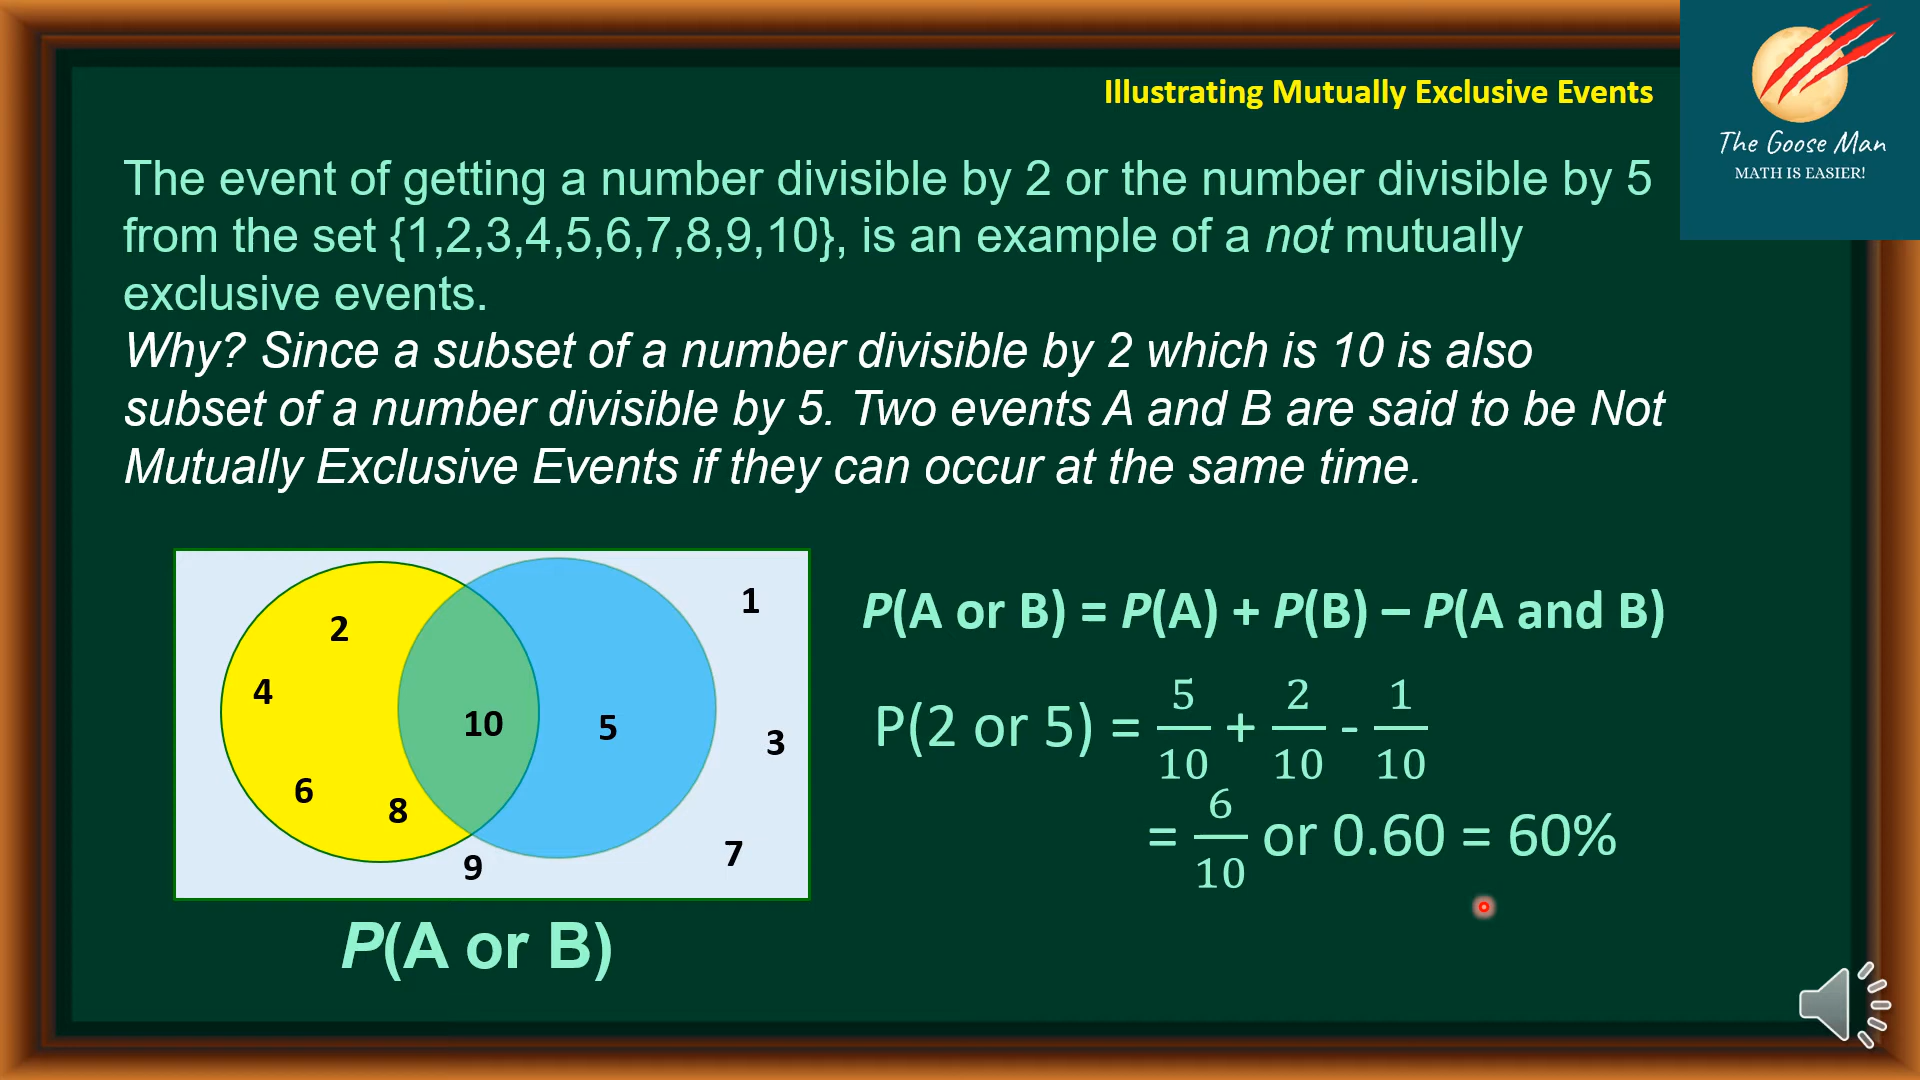 Illustrating Mutually Exclusive Events
The Goose Man
MATH IS EASIER!
The event of getting a number divisible by 2 or the number divisible by 5
from the set {1,2,3,4,5,6,7,8,9,10}, is an example of a not mutually
exclusive events.
Why? Since a subset of a number divisible by 2 which is 10 is also
subset of a number divisible by 5. Two events A and B are said to be Not
Mutually Exclusive Events if they can occur at the same time.
1
2
4
10
5
3
6
8
7
9
P(A or B)
P(A or B) = P(A) + P(B) – P(A and B)
P(2 or 5) = 5/10 + 2/10 - 1/10
= 6/10 or 0.60 = 60%